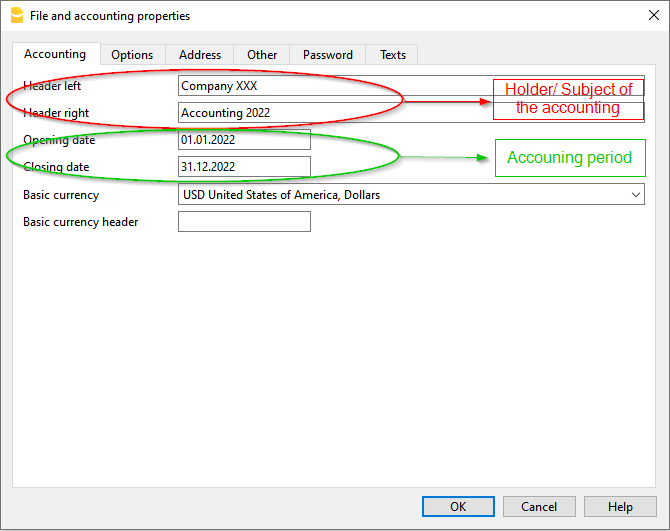 File and accounting properties
Accounting Options Address Other Password Texts
Header left Company XXX
Header right Accounting 2022
Holder/ Subject of
the accounting
Opening date 01.01.2022
Closing date 31.12.2022
Accouning period
Basic currency USD United States of America, Dollars
Basic currency header
OK Cancel Help